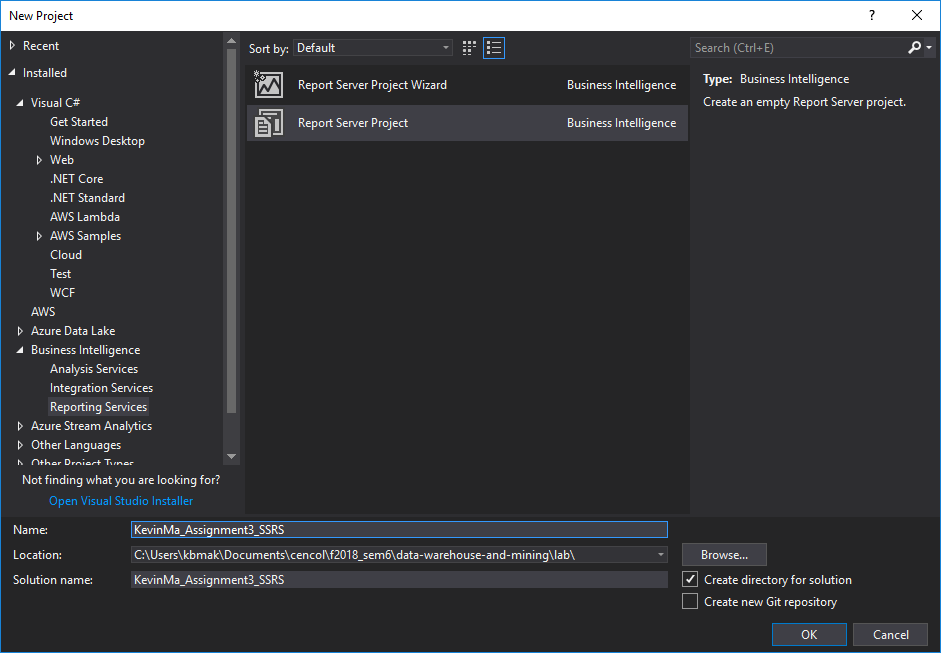 New Project
?
Recent
Installed
Visual C#
Get Started
Windows Desktop
Web
.NET Core
.NET Standard
AWS Lambda
AWS Samples
Cloud
Test
WCF
AWS
Azure Data Lake
Business Intelligence
Analysis Services
Integration Services
Reporting Services
Azure Stream Analytics
Other Languages
Other Project Types
Not finding what you are looking for?
Open Visual Studio Installer
Sort by: Default
Report Server Project Wizard Business Intelligence
Report Server Project Business Intelligence
Search (Ctrl+E)
Type: Business Intelligence
Create an empty Report Server project.
Name: KevinMa_Assignment3_SSRS
Location: C:\Users\kbmak\Documents\cencol\f2018_sem6\data-warehouse-and-mining\lab\
Browse...
Solution name: KevinMa_Assignment3_SSRS
Create directory for solution
Create new Git repository
OK Cancel